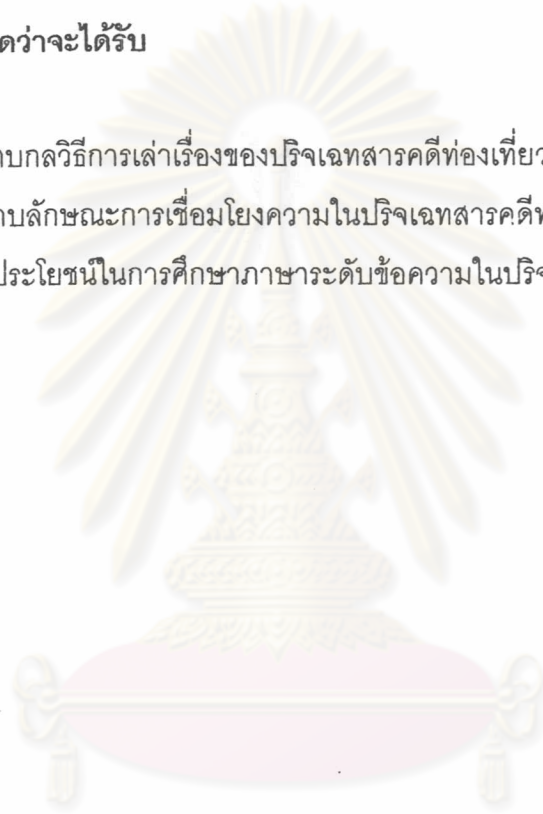 ดว่าจะได้รับ
าบกลวิธีการเล่าเรื่องของปริจเฉทสารคดีท่องเที่ยว
าบลักษณะการเชื่อมโยงความในปริจเฉทสารคดีท
ประโยชน์ในการศึกษาภาษาระดับข้อความในปริจ